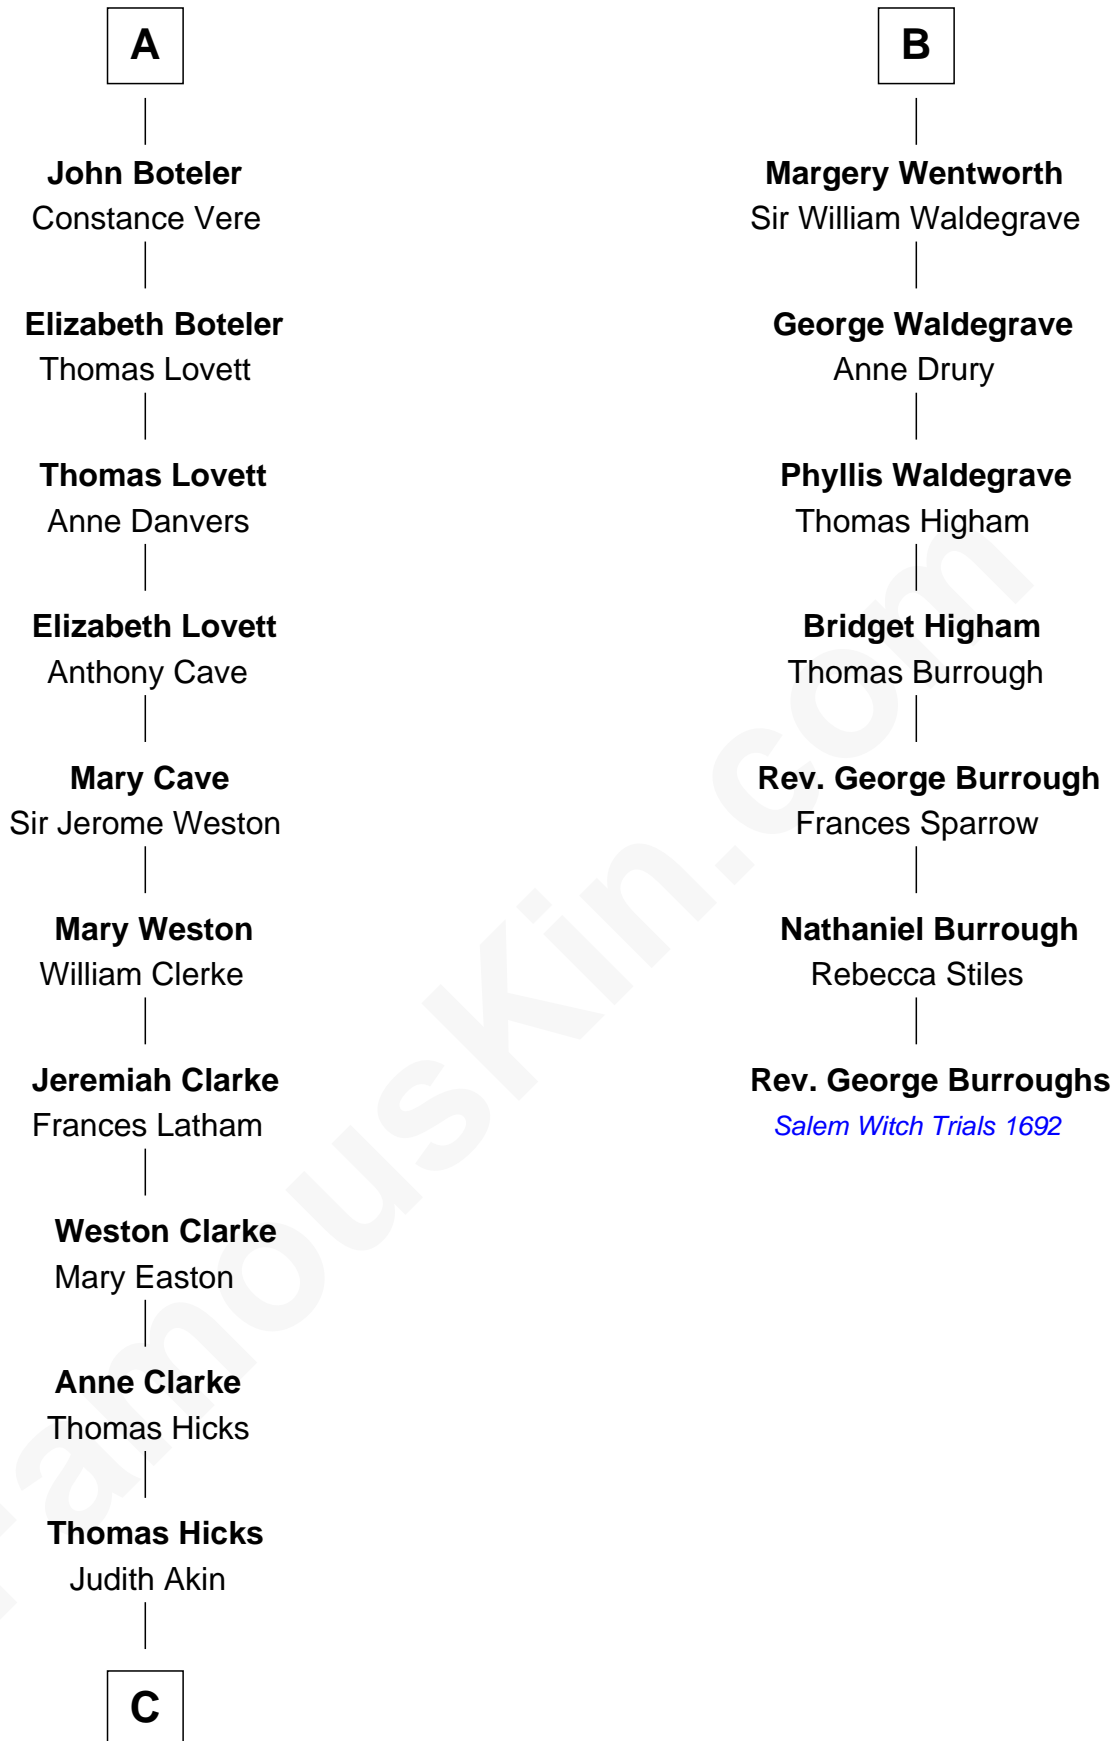 A
John Boteler
Constance Vere
Elizabeth Boteler
Thomas Lovett
Thomas Lovett
Anne Danvers
Elizabeth Lovett
Anthony Cave
Mary Cave
Sir Jerome Weston
Mary Weston
William Clerke
Jeremiah Clarke
Frances Latham
Weston Clarke
Mary Easton
Anne Clarke
Thomas Hicks
Thomas Hicks
Judith Akin
C
B
Margery Wentworth
Sir William Waldegrave
George Waldegrave
Anne Drury
Phyllis Waldegrave
Thomas Higham
Bridget Higham
Thomas Burrough
Rev. George Burrough
Frances Sparrow
Nathaniel Burrough
Rebecca Stiles
Rev. George Burroughs
Salem Witch Trials 1692
FamousKin.com